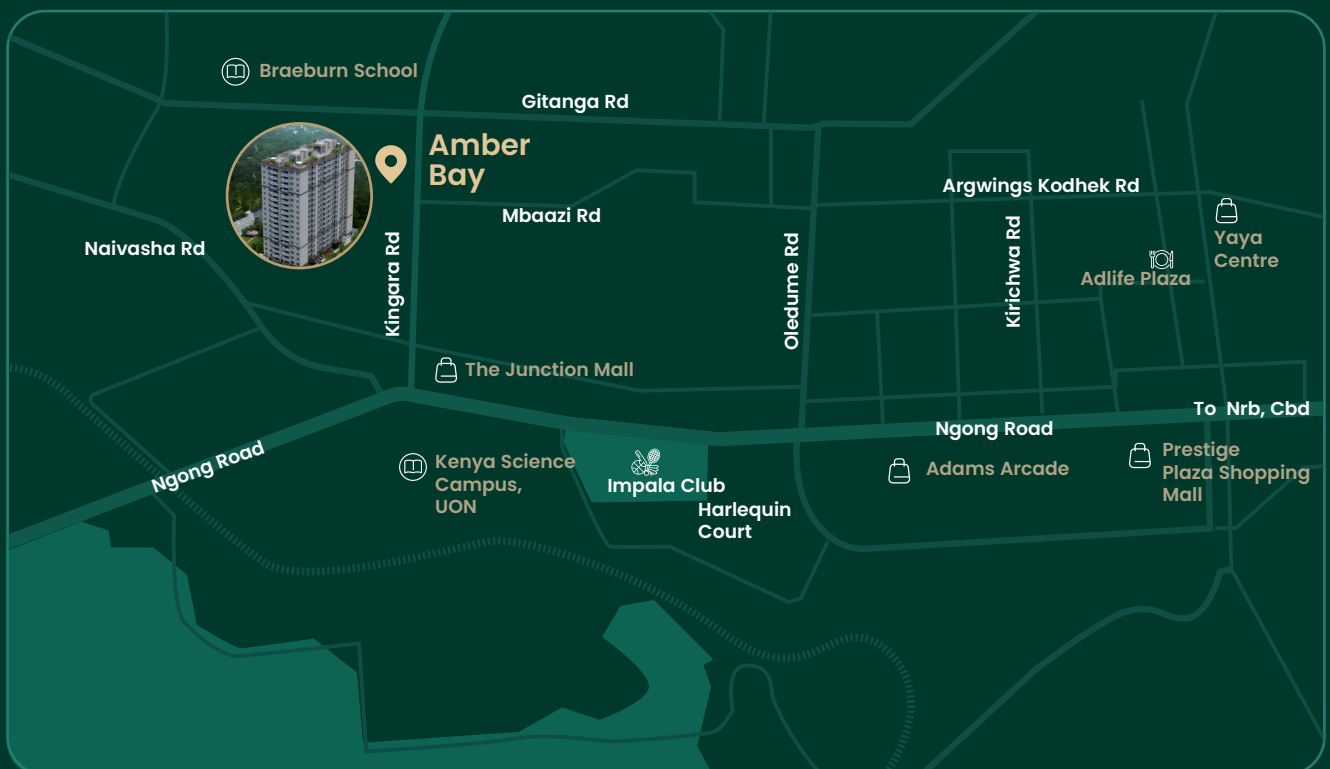 Braeburn School
Gitanga Rd
Amber
Bay
Argwings Kodhek Rd
Mbaazi Rd
Naivasha Rd
Kingara Rd
Oledume Rd
Kirichwa Rd
Yaya
Centre
Adlife Plaza
The Junction Mall
To Nrb, Cbd
Ngong Road
Ngong Road
Kenya Science
Campus,
UON
Impala Club
Harlequin
Court
Adams Arcade
Prestige
Plaza Shopping
Mall